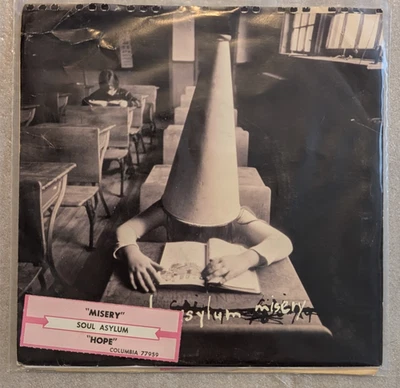 asylum misery
"MISERY"
SOUL ASYLUM
"HOPE"
COLUMBIA 77959